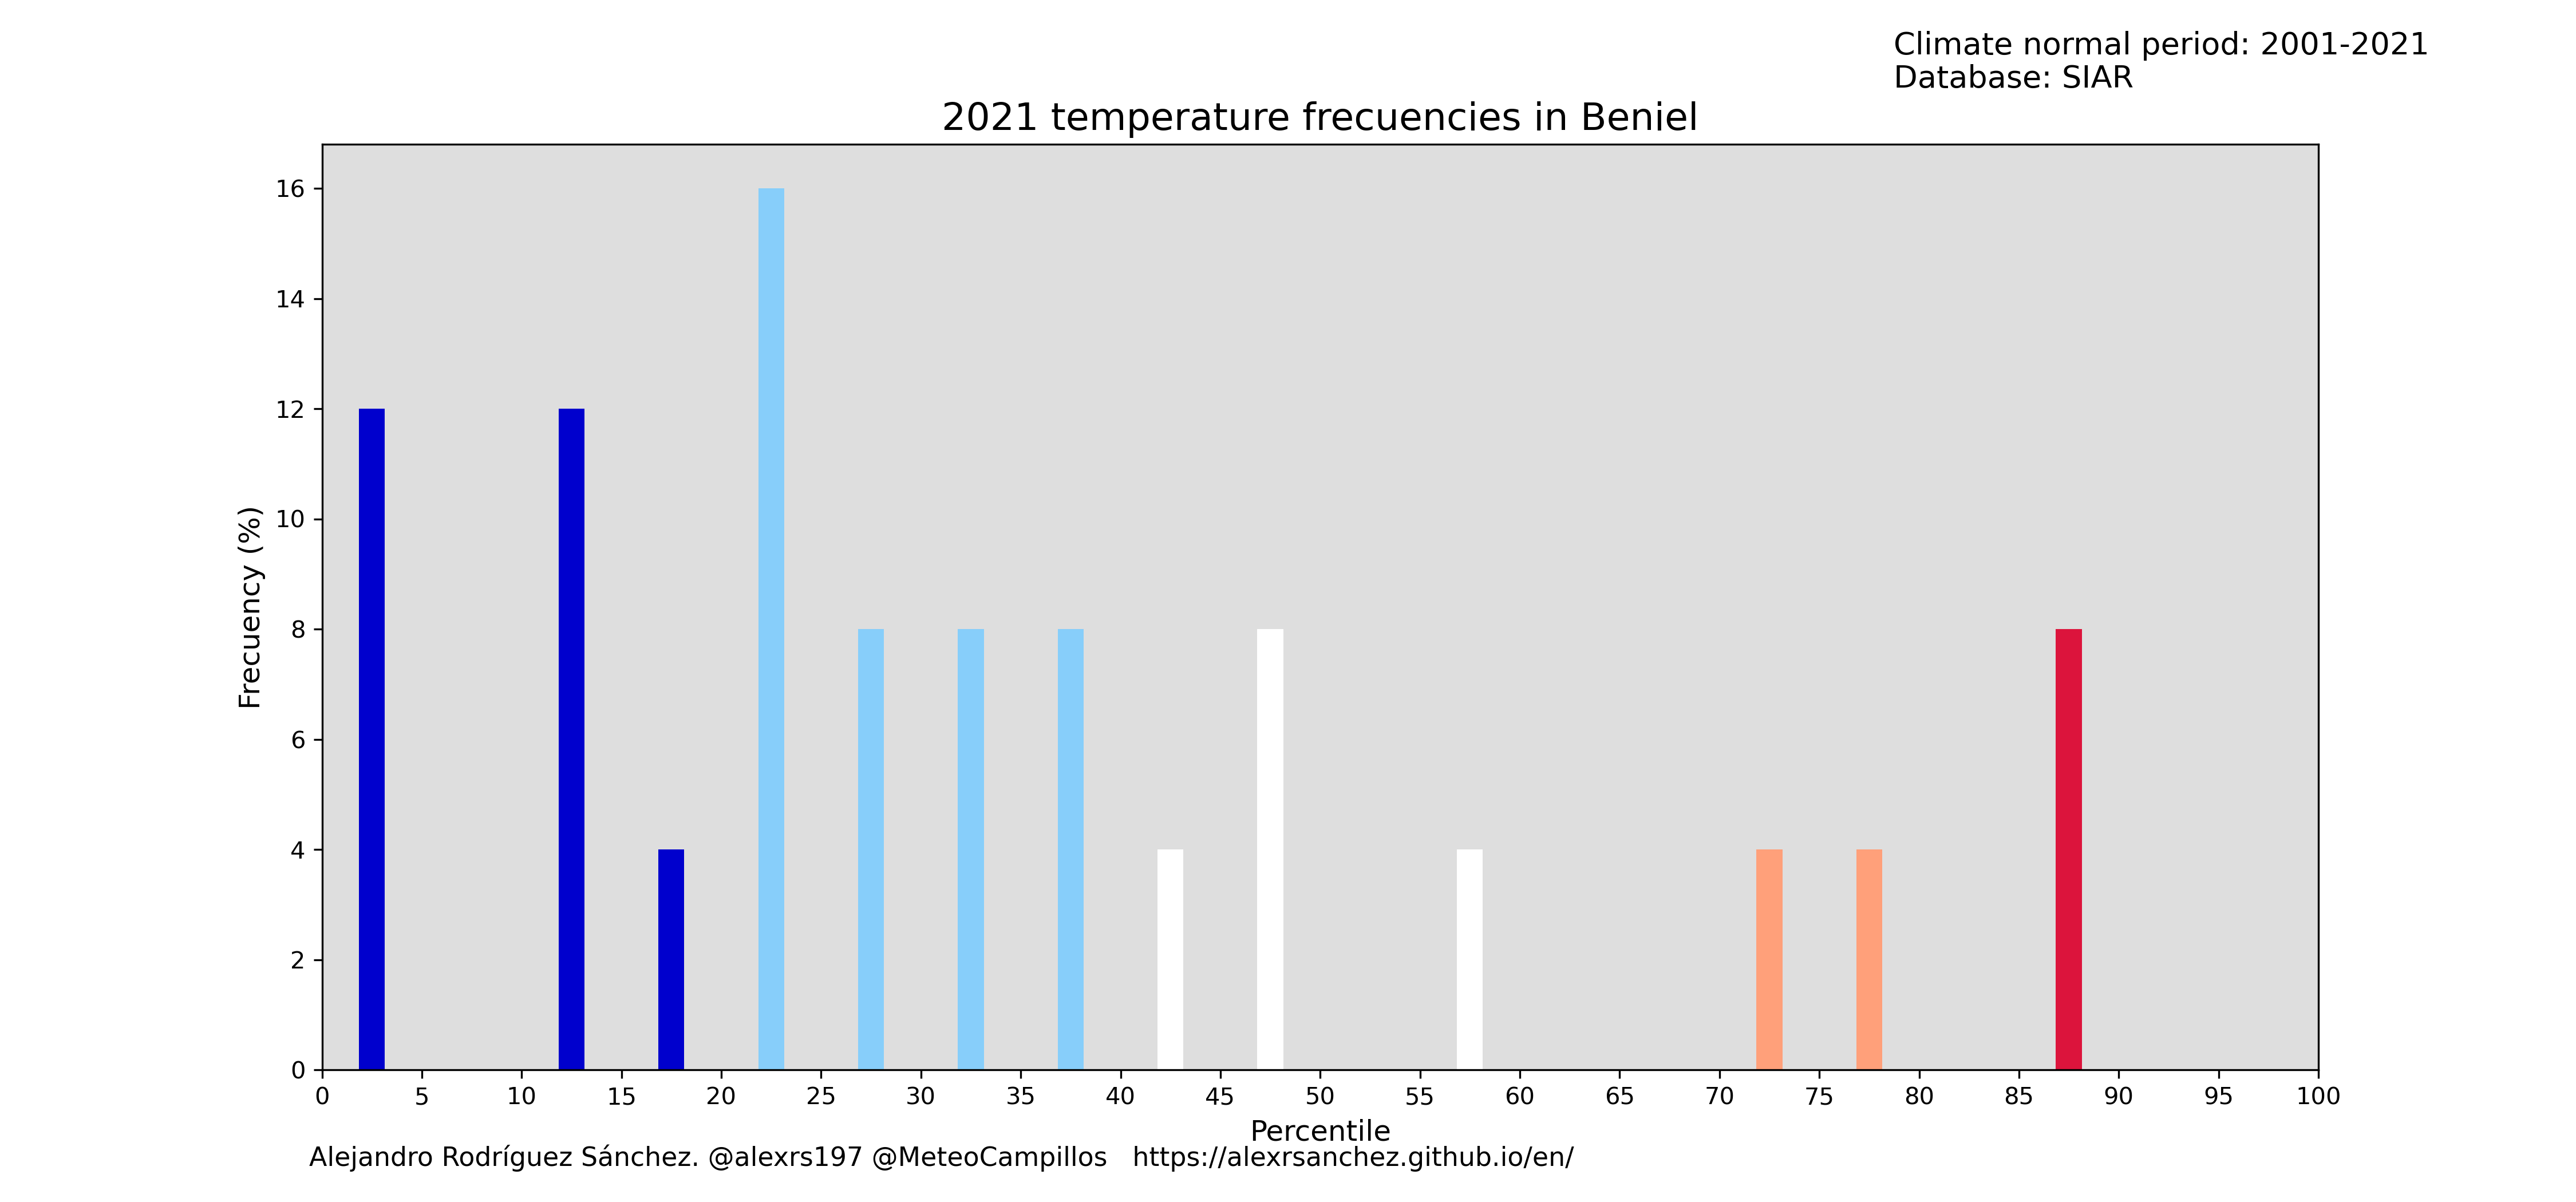 Climate normal period: 2001-2021
Database: SIAR
2021 temperature frecuencies in Beniel
16
14
12
10
8
6
4
2
0
Frecuency (%)
0 5 10 15 20 25 30 35 40 45 50 55 60 65 70 75 80 85 90 95 100
Percentile
Alejandro Rodríguez Sánchez. @alexrs197 @MeteoCampillos https://alexrsanchez.github.io/en/